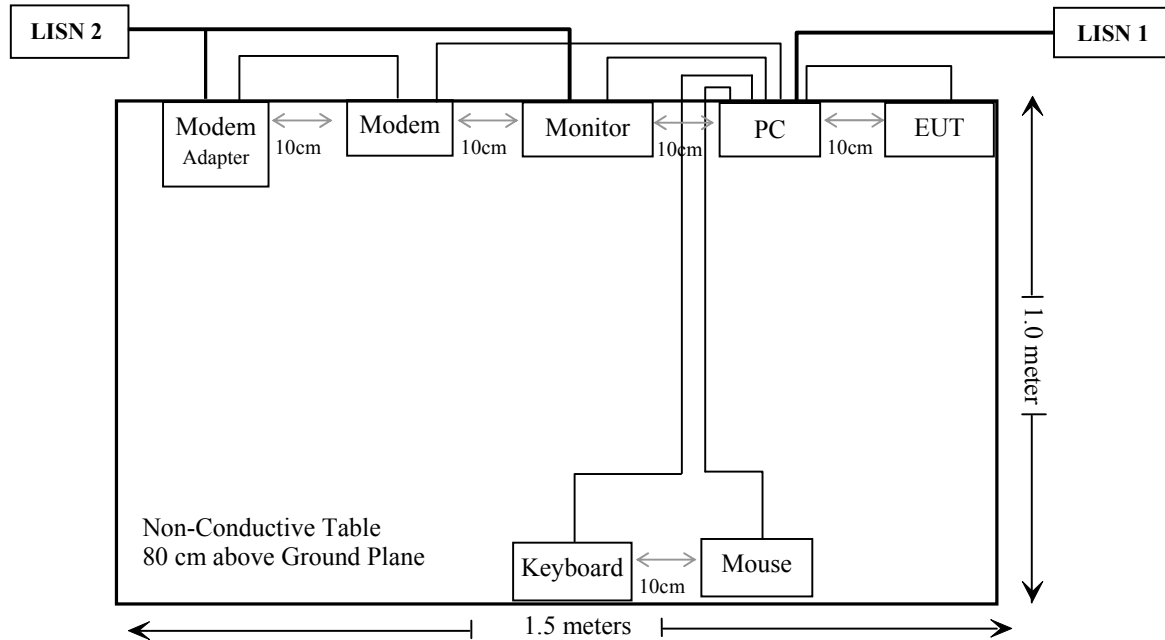 LISN 2
LISN 1
Modem
Adapter
10cm
Modem
10cm
Monitor
10cm
PC
10cm
EUT
1.0 meter
Non-Conductive Table
80 cm above Ground Plane
Keyboard
10cm
Mouse
1.5 meters